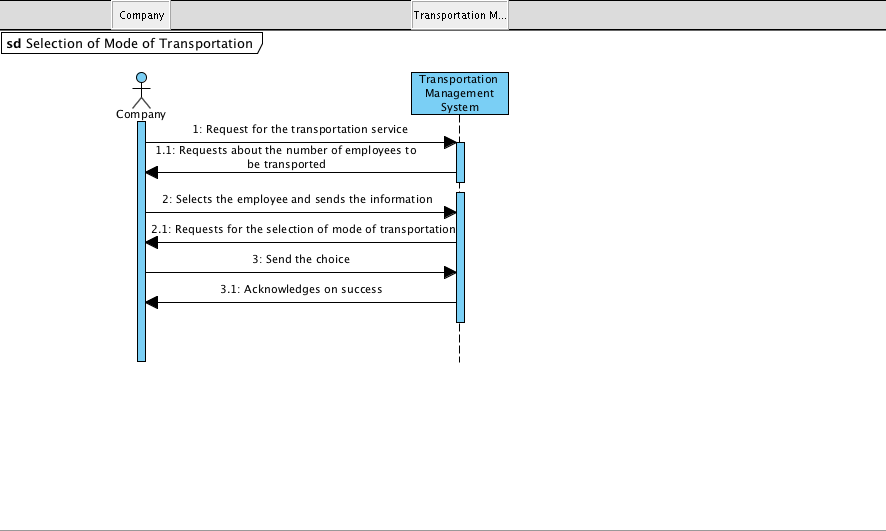 Company
Transportation M...
sd Selection of Mode of Transportation
Company
Transportation
Management
System
1: Request for the transportation service
1.1: Requests about the number of employees to
be transported
2: Selects the employee and sends the information
2.1: Requests for the selection of mode of transportation
3: Send the choice
3.1: Acknowledges on success